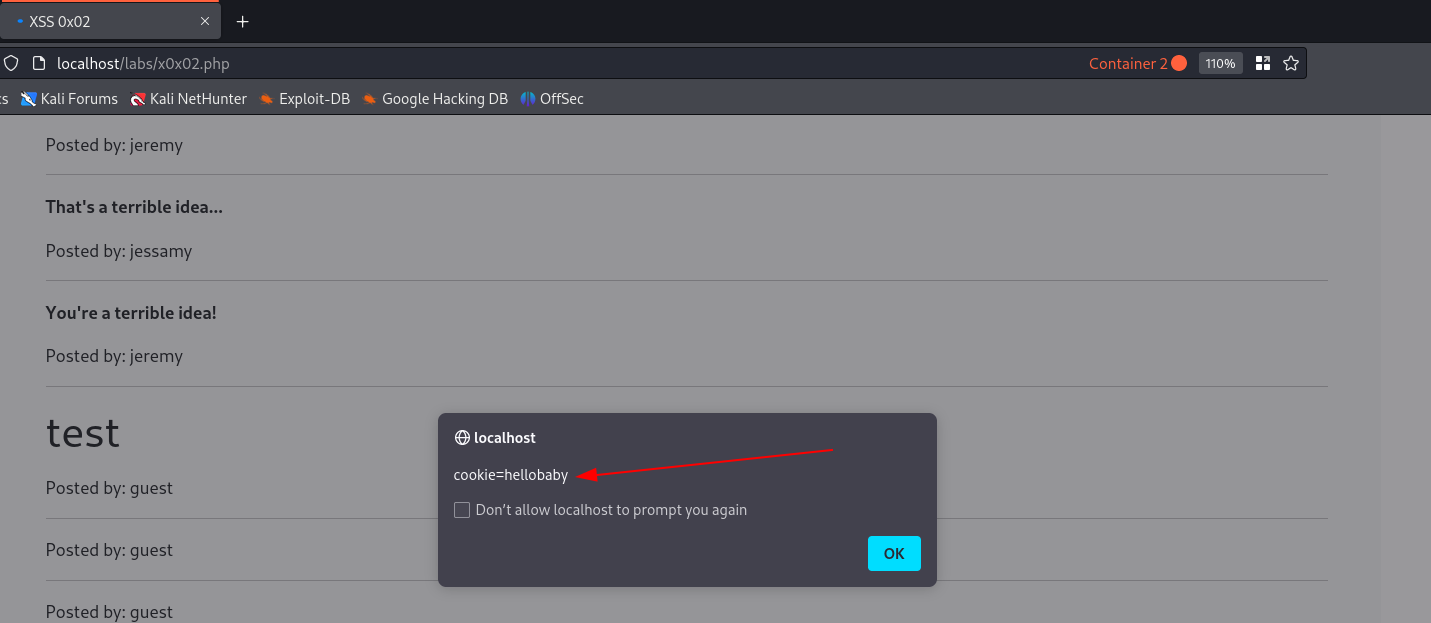 XSS 0x02
localhost/labs/x0x02.php Container 2 110%
cs Kali Forums Kali NetHunter Exploit-DB Google Hacking DB OffSec
Posted by: jeremy
That's a terrible idea...
Posted by: jessamy
You're a terrible idea!
Posted by: jeremy
test
Posted by: guest
Posted by: guest
Posted by: guest
localhost
cookie=hellobaby
Don't allow localhost to prompt you again
OK